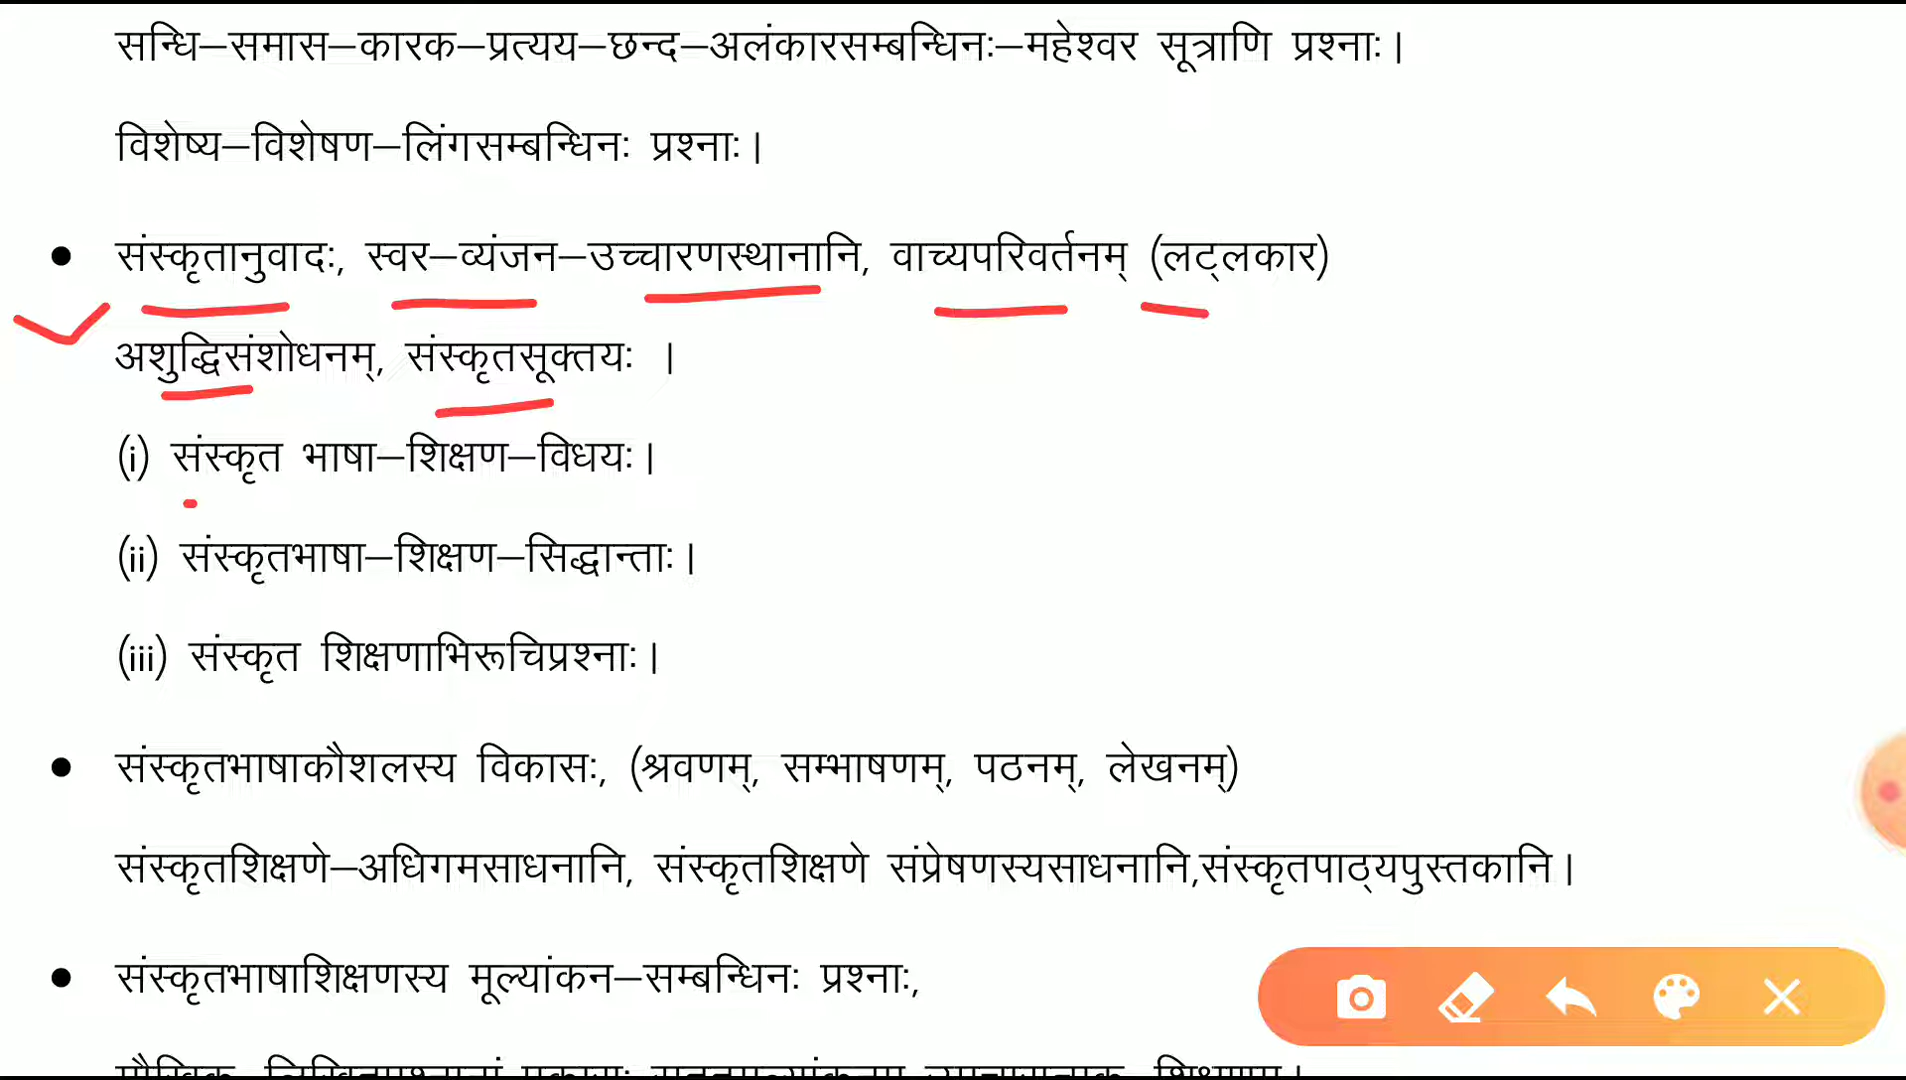 सन्धि–समास–कारक–प्रत्यय–छन्द–अलंकारसम्बन्धिनः–महेश्वर सूत्राणि प्रश्नाः।
विशेष्य–विशेषण–लिंगसम्बन्धिनः प्रश्नाः।
● संस्कृतानुवादः, स्वर–व्यंजन–उच्चारणस्थानानि, वाच्यपरिवर्तनम् (लट्लकार)
अशुद्धिसंशोधनम्, संस्कृतसूक्तयः ।
(i) संस्कृत भाषा–शिक्षण–विधयः।
(ii) संस्कृतभाषा–शिक्षण–सिद्धान्ताः।
(iii) संस्कृत शिक्षणाभिरूचिप्रश्नाः।
● संस्कृतभाषाकौशलस्य विकासः, (श्रवणम्, सम्भाषणम्, पठनम्, लेखनम्)
संस्कृतशिक्षणे–अधिगमसाधनानि, संस्कृतशिक्षणे संप्रेषणस्यसाधनानि,संस्कृतपाठ्यपुस्तकानि।
● संस्कृतभाषाशिक्षणस्य मूल्यांकन–सम्बन्धिनः प्रश्नाः,